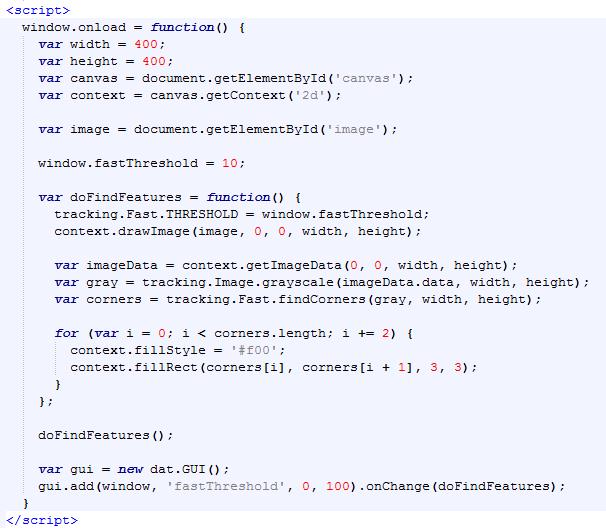 <script>
  window.onload = function() {
    var width = 400;
    var height = 400;
    var canvas = document.getElementById('canvas');
    var context = canvas.getContext('2d');

    var image = document.getElementById('image');

    window.fastThreshold = 10;

    var doFindFeatures = function() {
      tracking.Fast.THRESHOLD = window.fastThreshold;
      context.drawImage(image, 0, 0, width, height);

      var imageData = context.getImageData(0, 0, width, height);
      var gray = tracking.Image.grayscale(imageData.data, width, height);
      var corners = tracking.Fast.findCorners(gray, width, height);

      for (var i = 0; i < corners.length; i += 2) {
        context.fillStyle = '#f00';
        context.fillRect(corners[i], corners[i + 1], 3, 3);
      }
    };

    doFindFeatures();

    var gui = new dat.GUI();
    gui.add(window, 'fastThreshold', 0, 100).onChange(doFindFeatures);
  }
</script>